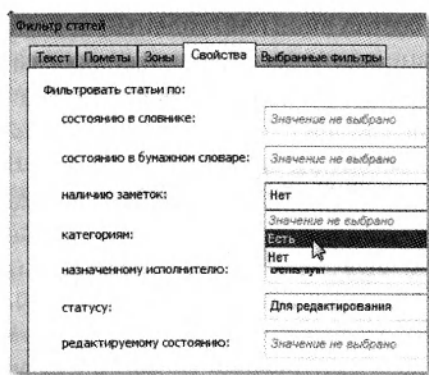 Фильтр статей
Текст Пометы Зоны Свойства Выбранные фильтры
Фильтровать статьи по:
состоянию в словнике: Значение не выбрано
состоянию в бумажном словаре: Значение не выбрано
наличию заметок: Нет
Значение не выбрано
категориям: Есть
Нет
назначенному исполнителю:
статусу: Для редактирования
редактируемому состоянию: Значение не выбрано